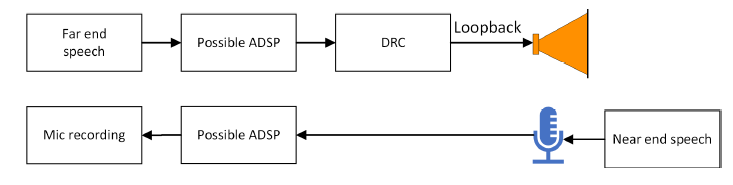 Far end
speech
Possible ADSP
DRC
Loopback
Mic recording
Possible ADSP
Near end speech